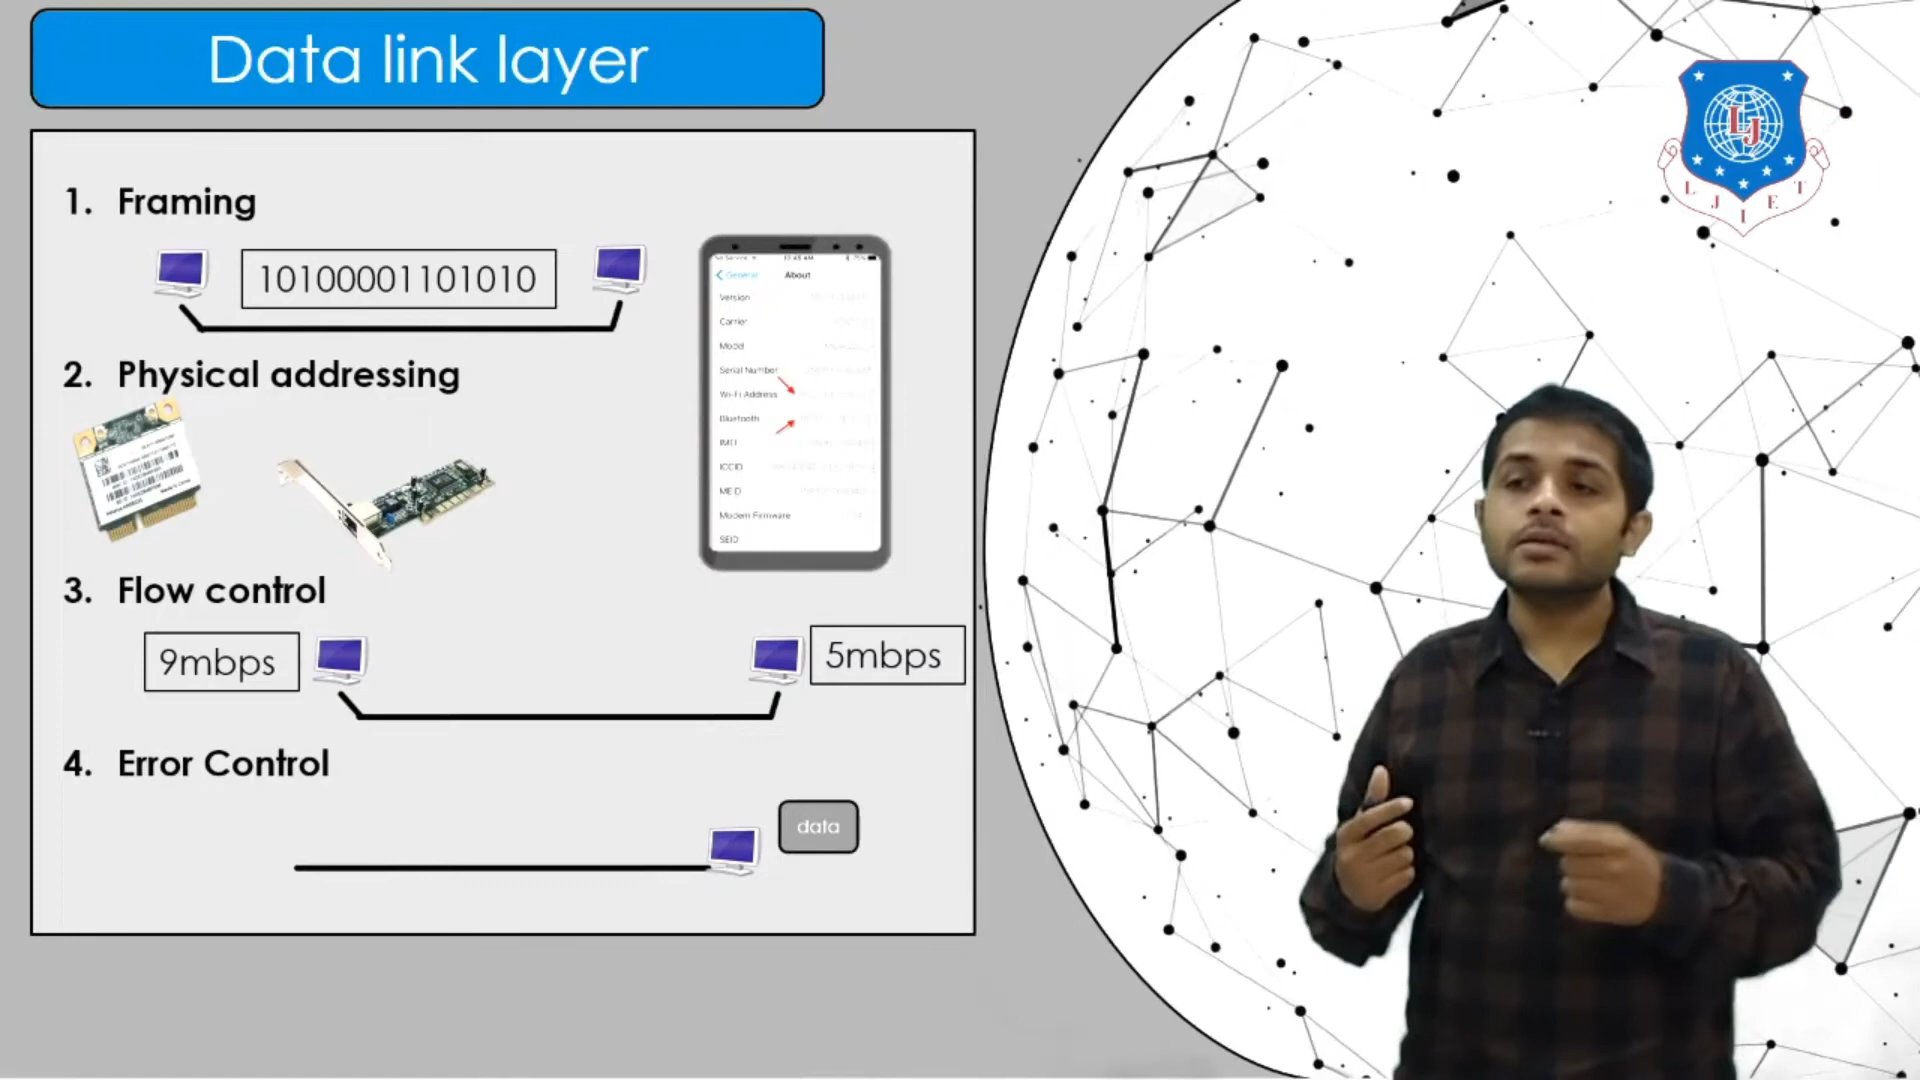 Data link layer
1. Framing
10100001101010
2. Physical addressing
General
About
Version
Carrier
Model
Serial Number
Wi-Fi Address
Bluetooth
IMEI
ICCID
MEID
Modem Firmware
SEID
3. Flow control
9mbps
5mbps
4. Error Control
data
LJ
L J I E T